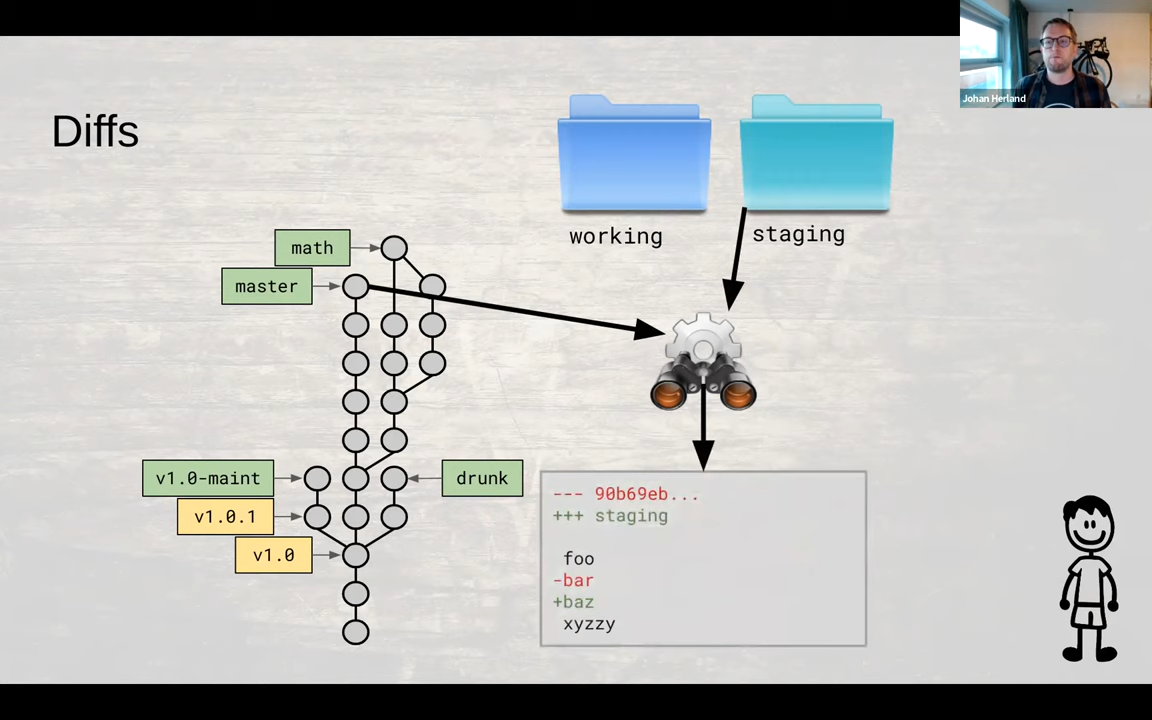 Johan Herland
Diffs
working
staging
math
master
v1.0-maint
drunk
v1.0.1
v1.0
--- 90b69eb...
+++ staging
foo
-bar
+baz
xyzzy